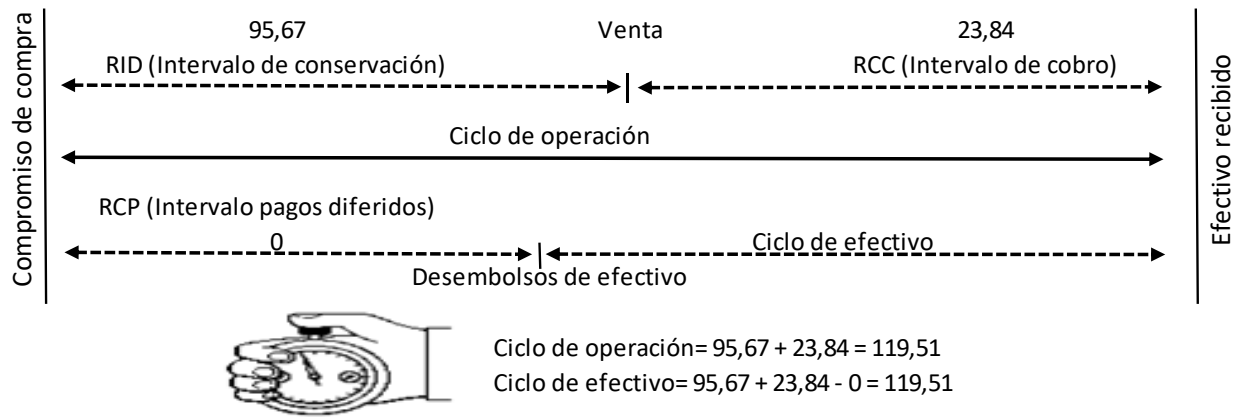 Compromiso de compra
95,67 Venta 23,84
RID (Intervalo de conservación) RCC (Intervalo de cobro)
Ciclo de operación
RCP (Intervalo pagos diferidos)
0 Ciclo de efectivo
Desembolsos de efectivo
Efectivo recibido
Ciclo de operación= 95,67 + 23,84 = 119,51
Ciclo de efectivo= 95,67 + 23,84 - 0 = 119,51